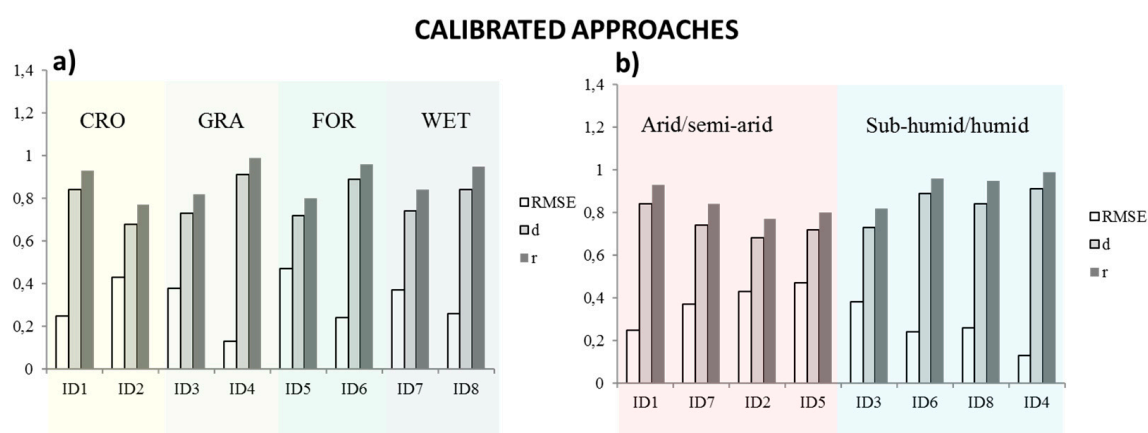 CALIBRATED APPROACHES
a)
1,4
1,2
1
0,8
0,6
0,4
0,2
0
CRO GRA FOR WET
ID1 ID2 ID3 ID4 ID5 ID6 ID7 ID8
RMSE
d
r
b)
1,4
1,2
1
0,8
0,6
0,4
0,2
0
Arid/semi-arid Sub-humid/humid
ID1 ID7 ID2 ID5 ID3 ID6 ID8 ID4
RMSE
d
r